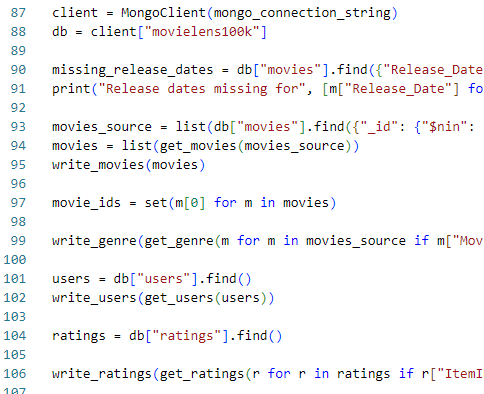 87 client = MongoClient(mongo_connection_string)
88 db = client["movielens100k"]
89
90 missing_release_dates = db["movies"].find({"Release_Date
91 print("Release dates missing for", [m["Release_Date"] fo
92
93 movies_source = list(db["movies"].find({"_id": {"$nin":
94 movies = list(get_movies(movies_source))
95 write_movies(movies)
96
97 movie_ids = set(m[0] for m in movies)
98
99 write_genre(get_genre(m for m in movies_source if m["Mov
100
101 users = db["users"].find()
102 write_users(get_users(users))
103
104 ratings = db["ratings"].find()
105
106 write_ratings(get_ratings(r for r in ratings if r["ItemI
107